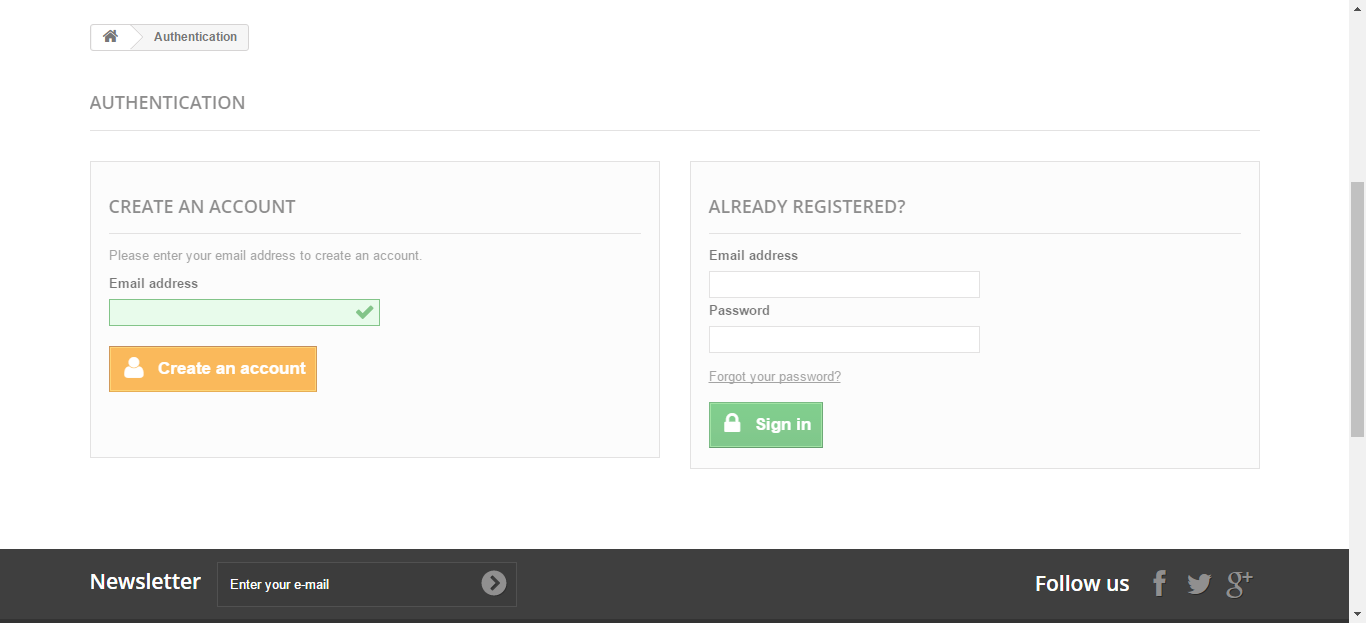 Authentication
AUTHENTICATION
CREATE AN ACCOUNT
Please enter your email address to create an account.
Email address
Create an account
ALREADY REGISTERED?
Email address
Password
Forgot your password?
Sign in
Newsletter
Enter your e-mail
Follow us
g+